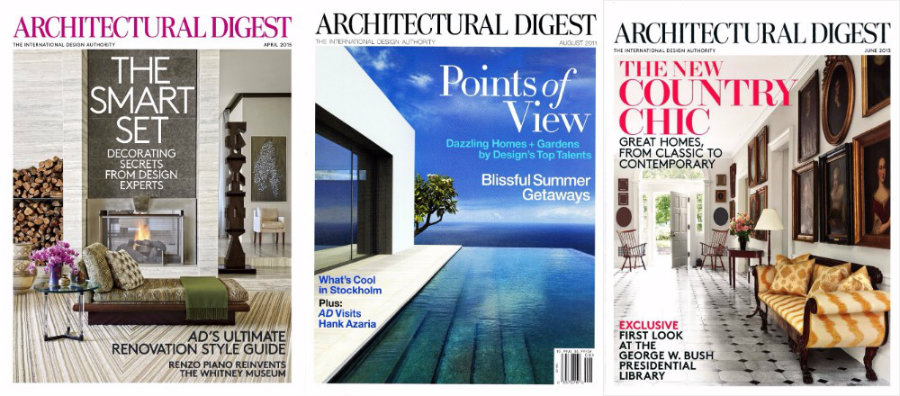 ARCHITECTURAL DIGEST
THE INTERNATIONAL DESIGN AUTHORITY
APRIL 2015
THE
SMART
SET
DECORATING
SECRETS
FROM DESIGN
EXPERTS
AD'S ULTIMATE
RENOVATION STYLE GUIDE
RENZO PIANO REINVENTS
THE WHITNEY MUSEUM
ARCHITECTURAL DIGEST
THE INTERNATIONAL DESIGN AUTHORITY
AUGUST 2011
Points of
View
Dazzling Homes + Gardens
by Design's Top Talents
Blissful Summer
Getaways
What's Cool
in Stockholm
Plus:
AD Visits
Hank Azaria
ARCHITECTURAL DIGEST
THE INTERNATIONAL DESIGN AUTHORITY
JUNE 2013
THE NEW
COUNTRY
CHIC
GREAT HOMES,
FROM CLASSIC TO
CONTEMPORARY
EXCLUSIVE
FIRST LOOK
AT THE
GEORGE W. BUSH
PRESIDENTIAL
LIBRARY